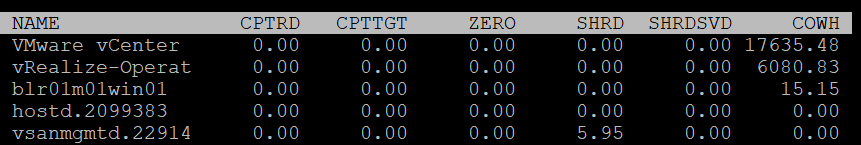 NAME CPTRD CPTTGT ZERO SHRD SHRDSVD COWH
VMware vCenter 0.00 0.00 0.00 0.00 0.00 17635.48
vRealize-Operat 0.00 0.00 0.00 0.00 0.00 6080.83
blr01m01win01 0.00 0.00 0.00 0.00 0.00 15.15
hostd.2099383 0.00 0.00 0.00 0.00 0.00 0.00
vsanmgmtd.22914 0.00 0.00 0.00 5.95 0.00 0.00